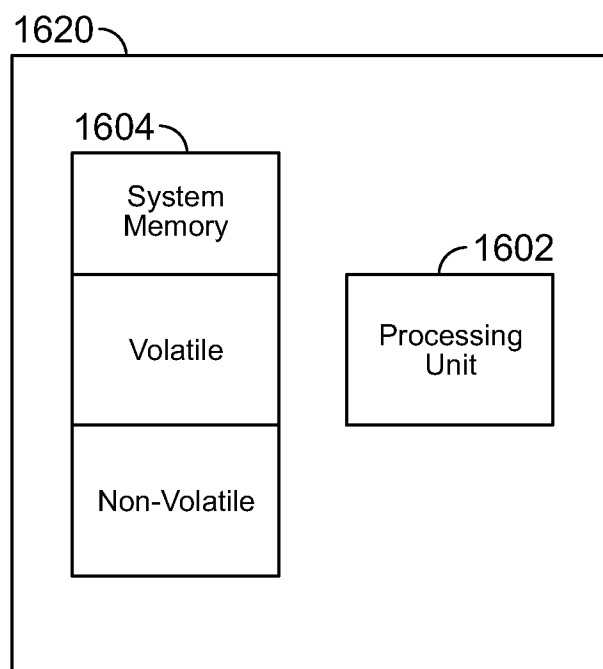 1620
1604
System
Memory
1602
Volatile
Processing
Unit
Non-Volatile